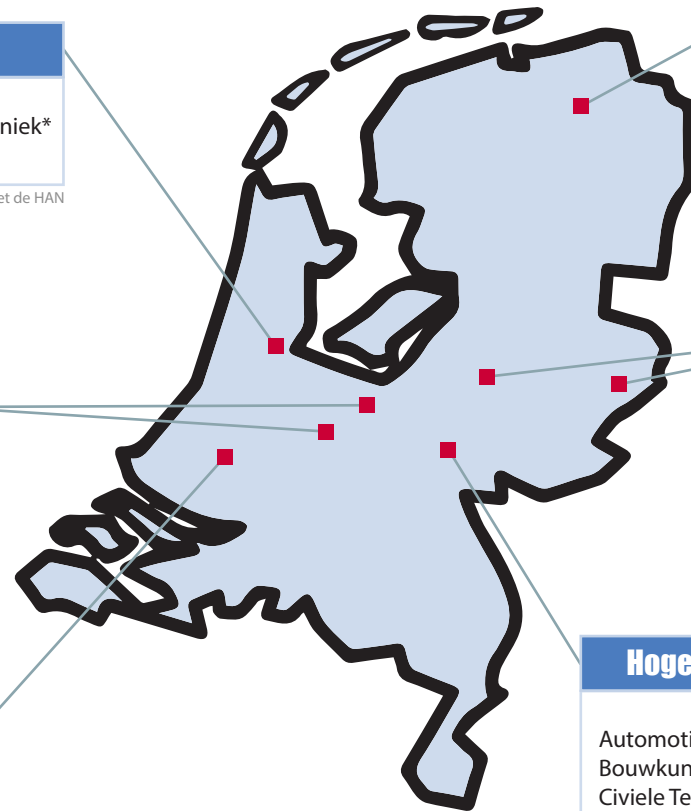 niek*
et de HAN
Hoge
Automoti
Bouwkun
Civiele Te